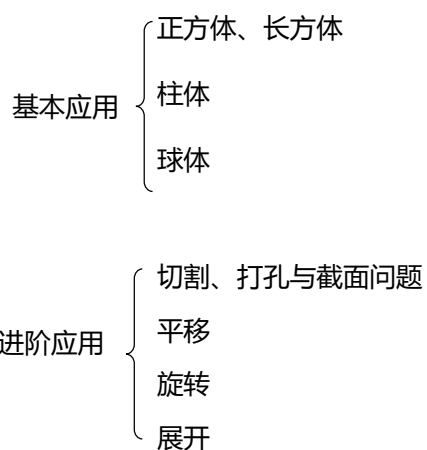 正方体、长方体
基本应用
柱体
球体
切割、打孔与截面问题
平移
进阶应用
旋转
展开